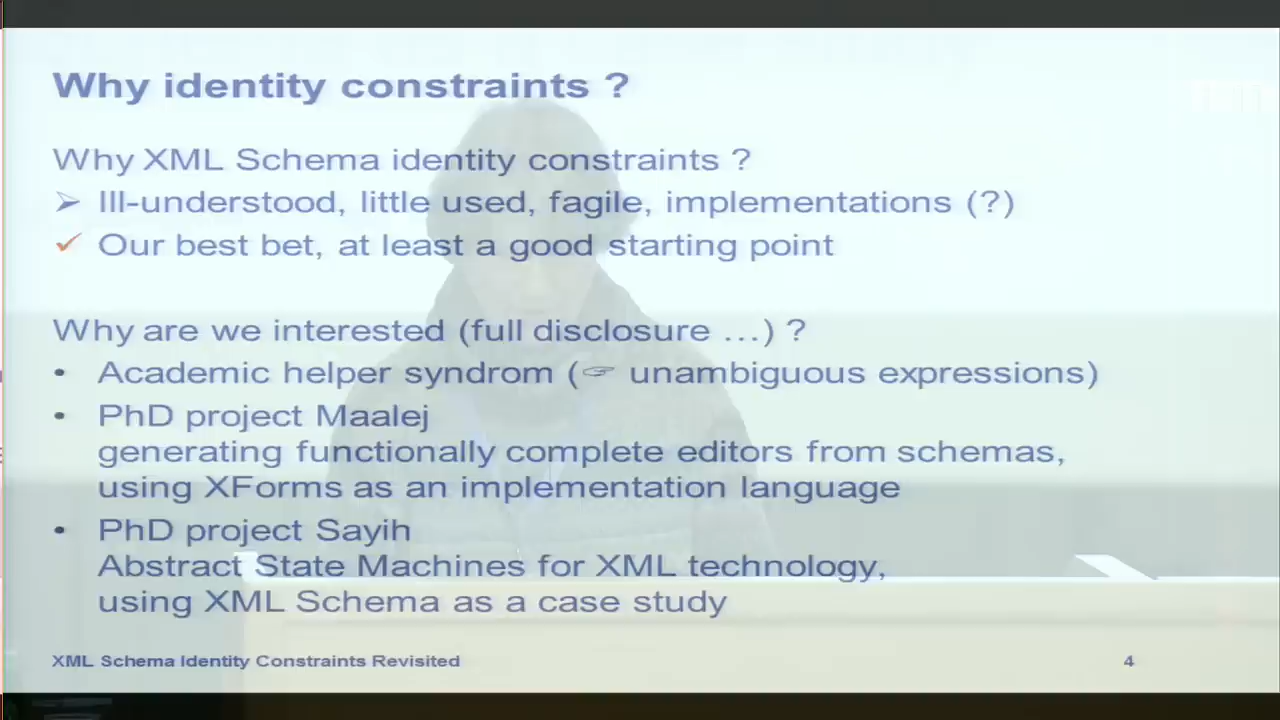 Why identity constraints ?
Why XML Schema identity constraints ?
➢ Ill-understood, little used, fagile, implementations (?)
✓ Our best bet, at least a good starting point
Why are we interested (full disclosure …) ?
• Academic helper syndrom (☞ unambiguous expressions)
• PhD project Maalej
generating functionally complete editors from schemas,
using XForms as an implementation language
• PhD project Sayih
Abstract State Machines for XML technology,
using XML Schema as a case study
XML Schema Identity Constraints Revisited 4